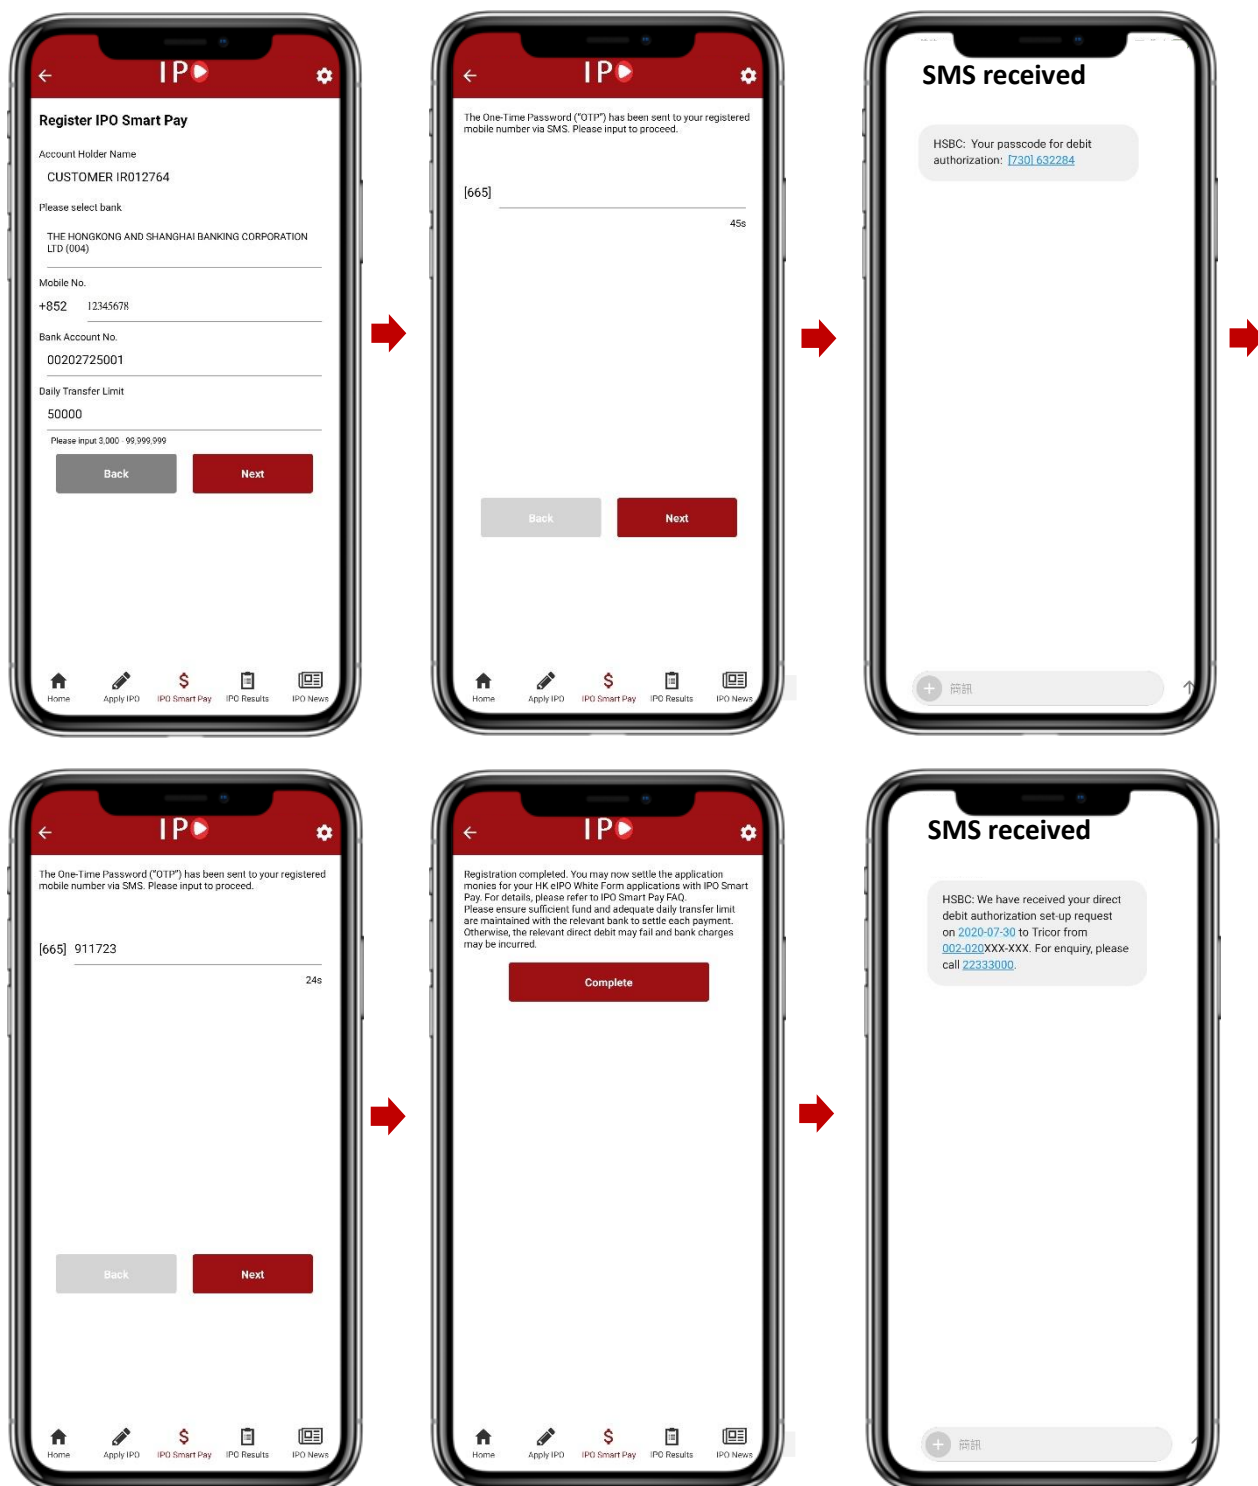 IPO
Register IPO Smart Pay
Account Holder Name
CUSTOMER IR012764
Please select bank
THE HONGKONG AND SHANGHAI BANKING CORPORATION
LTD (004)
Mobile No.
+852 12345678
Bank Account No.
00202725001
Daily Transfer Limit
50000
Please input 3,000 - 99,999,999
Back Next
Home Apply IPO IPO Smart Pay IPO Results IPO News
IPO
The One-Time Password ("OTP") has been sent to your registered
mobile number via SMS. Please input to proceed.
[665]
45s
Back Next
Home Apply IPO IPO Smart Pay IPO Results IPO News
SMS received
HSBC: Your passcode for debit
authorization: [730] 632284
簡訊
IPO
The One-Time Password ("OTP") has been sent to your registered
mobile number via SMS. Please input to proceed.
[665] 911723
24s
Back Next
Home Apply IPO IPO Smart Pay IPO Results IPO News
IPO
Registration completed. You may now settle the application
monies for your HK eIPO White Form applications with IPO Smart
Pay. For details, please refer to IPO Smart Pay FAQ.
Please ensure sufficient fund and adequate daily transfer limit
are maintained with the relevant bank to settle each payment.
Otherwise, the relevant direct debit may fail and bank charges
may be incurred.
Complete
Home Apply IPO IPO Smart Pay IPO Results IPO News
SMS received
HSBC: We have received your direct
debit authorization set-up request
on 2020-07-30 to Tricor from
002-020XXX-XXX. For enquiry, please
call 22333000.
簡訊